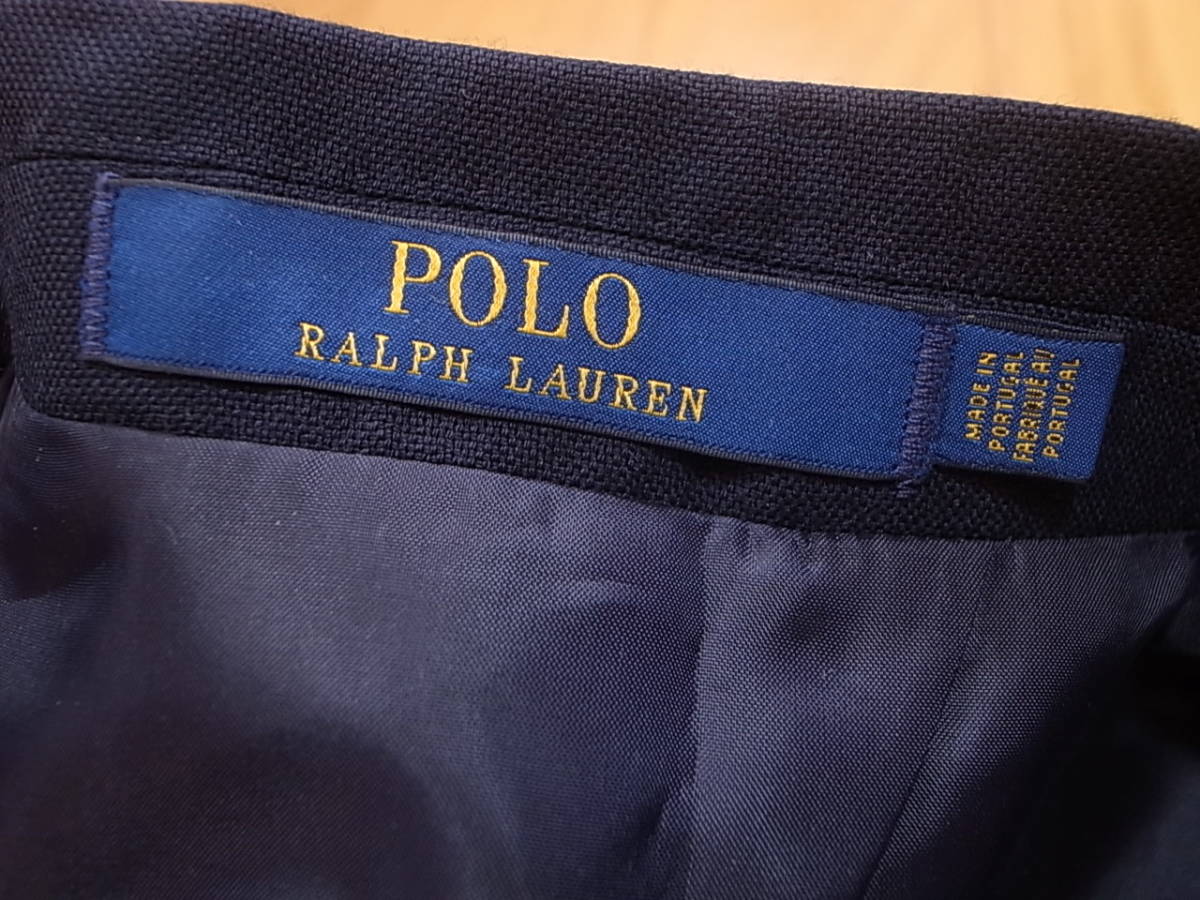 POLO
RALPH LAUREN
MADE IN
PORTUGAL
FABRIQUÉ AU
PORTUGAL